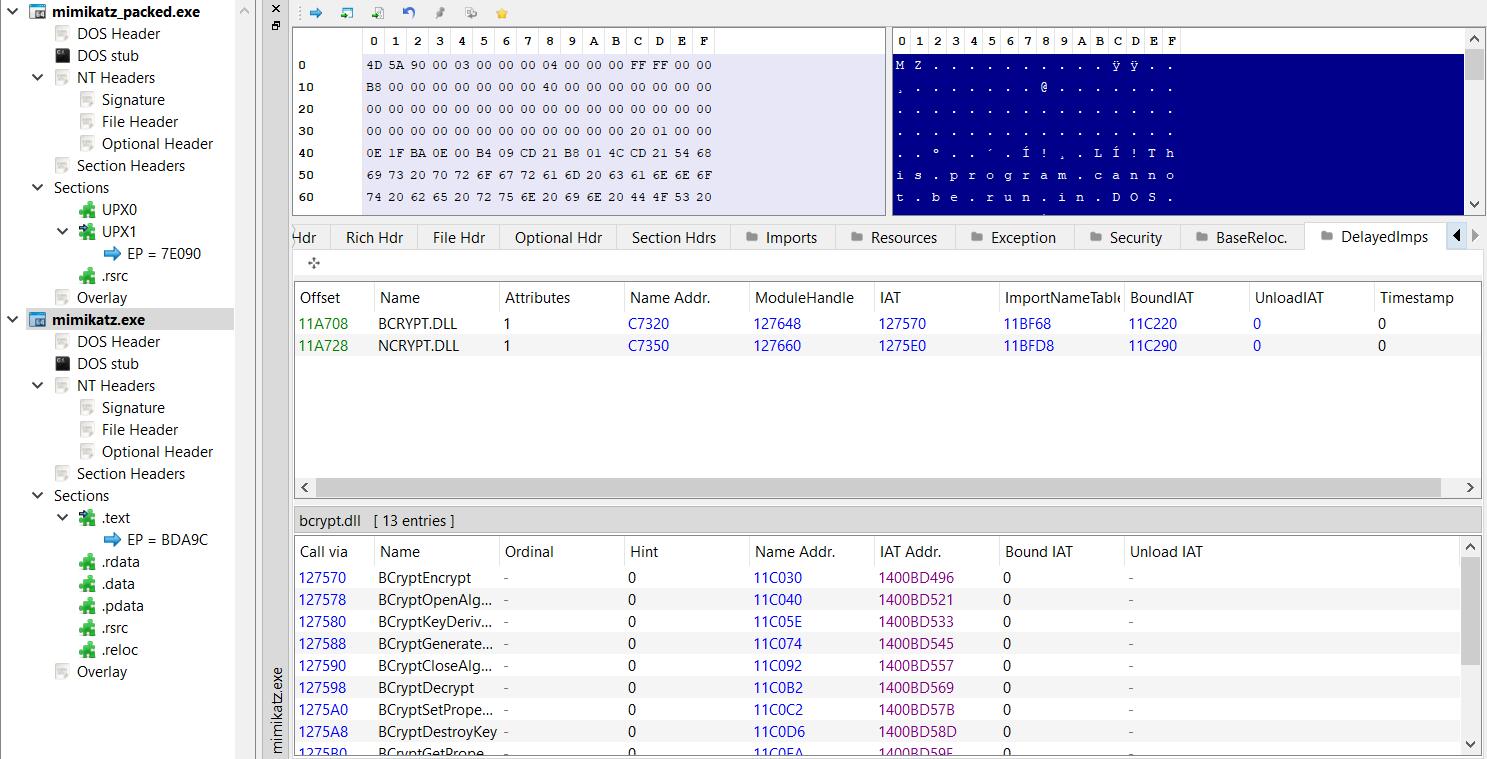 mimikatz_packed.exe
DOS Header
DOS stub
NT Headers
Signature
File Header
Optional Header
Section Headers
Sections
UPX0
UPX1
EP = 7E090
.rsrc
Overlay
mimikatz.exe
DOS Header
DOS stub
NT Headers
Signature
File Header
Optional Header
Section Headers
Sections
.text
EP = BDA9C
.rdata
.data
.pdata
.rsrc
.reloc
Overlay
mimikatz.exe
0 1 2 3 4 5 6 7 8 9 A B C D E F
0 4D 5A 90 00 03 00 00 00 04 00 00 00 FF FF 00 00
10 B8 00 00 00 00 00 00 00 40 00 00 00 00 00 00 00
20 00 00 00 00 00 00 00 00 00 00 00 00 00 00 00 00
30 00 00 00 00 00 00 00 00 00 00 00 00 20 01 00 00
40 0E 1F BA 0E 00 B4 09 CD 21 B8 01 4C CD 21 54 68
50 69 73 20 70 72 6F 67 72 61 6D 20 63 61 6E 6E 6F
60 74 20 62 65 20 72 75 6E 20 69 6E 20 44 4F 53 20
0 1 2 3 4 5 6 7 8 9 A B C D E F
M Z . . . . . . . . . . ÿ ÿ . .
¸ . . . . . . . @ . . . . . . .
. . . . . . . . . . . . . . . .
. . . . . . . . . . . . . . . .
. . º . . ´ . Í ! ¸ . L Í ! T h
i s . p r o g r a m . c a n n o
t . b e . r u n . i n . D O S .
Hdr Rich Hdr File Hdr Optional Hdr Section Hdrs Imports Resources Exception Security BaseReloc. DelayedImps
Offset Name Attributes Name Addr. ModuleHandle IAT ImportNameTable BoundIAT UnloadIAT Timestamp
11A708 BCRYPT.DLL 1 C7320 127648 127570 11BF68 11C220 0 0
11A728 NCRYPT.DLL 1 C7350 127660 1275E0 11BFD8 11C290 0 0
bcrypt.dll [ 13 entries ]
Call via Name Ordinal Hint Name Addr. IAT Addr. Bound IAT Unload IAT
127570 BCryptEncrypt - 0 11C030 1400BD496 0 -
127578 BCryptOpenAlg... - 0 11C040 1400BD521 0 -
127580 BCryptKeyDeriv... - 0 11C05E 1400BD533 0 -
127588 BCryptGenerate... - 0 11C074 1400BD545 0 -
127590 BCryptCloseAlg... - 0 11C092 1400BD557 0 -
127598 BCryptDecrypt - 0 11C0B2 1400BD569 0 -
1275A0 BCryptSetPrope... - 0 11C0C2 1400BD57B 0 -
1275A8 BCryptDestroyKey - 0 11C0D6 1400BD58D 0 -
1275B0 BCryptGetPrope... - 0 11C0EA 1400BD59F 0 -